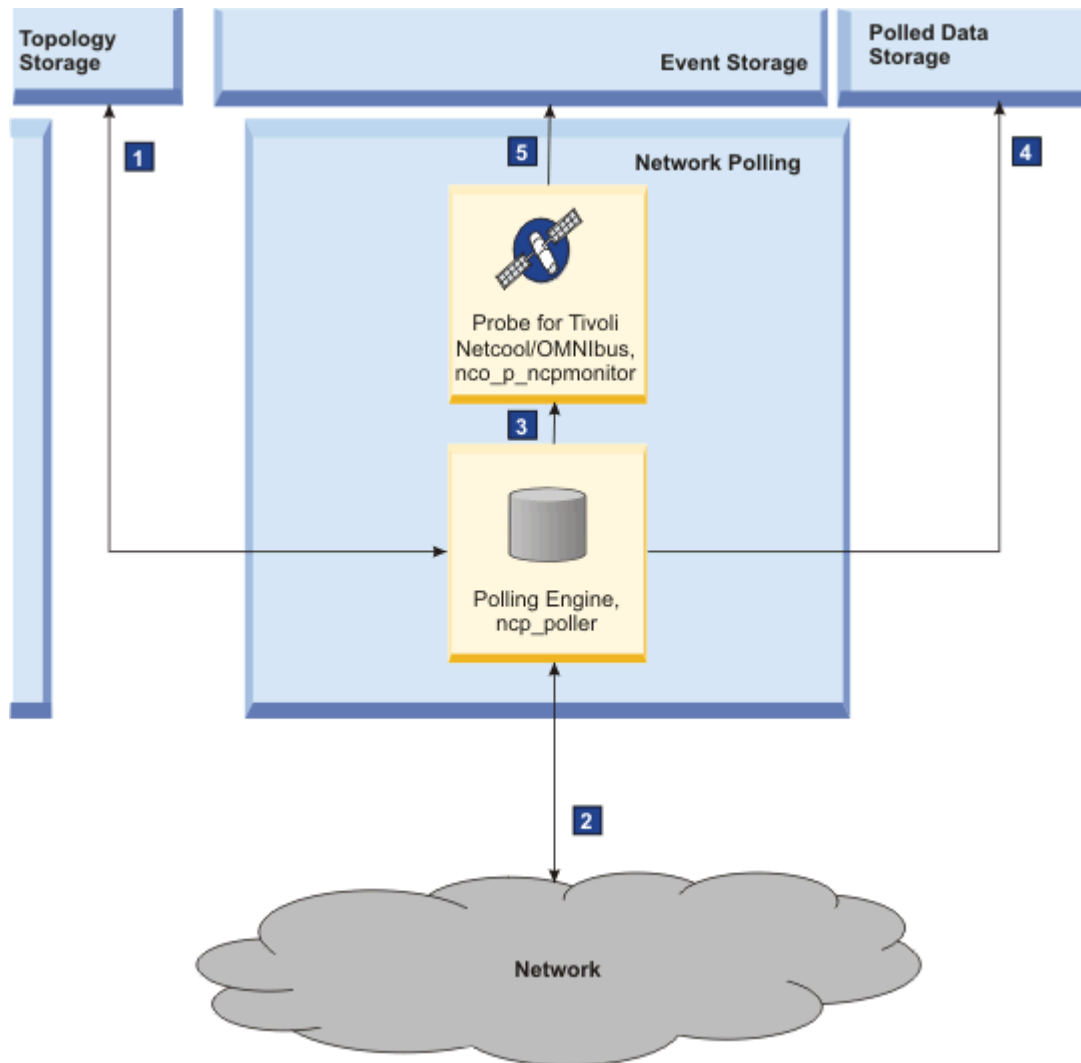 Topology
Storage
Event Storage
Polled Data
Storage
1
5
4
Network Polling
Probe for Tivoli
Netcool/OMNIbus,
nco_p_ncpmonitor
3
Polling Engine,
ncp_poller
2
Network